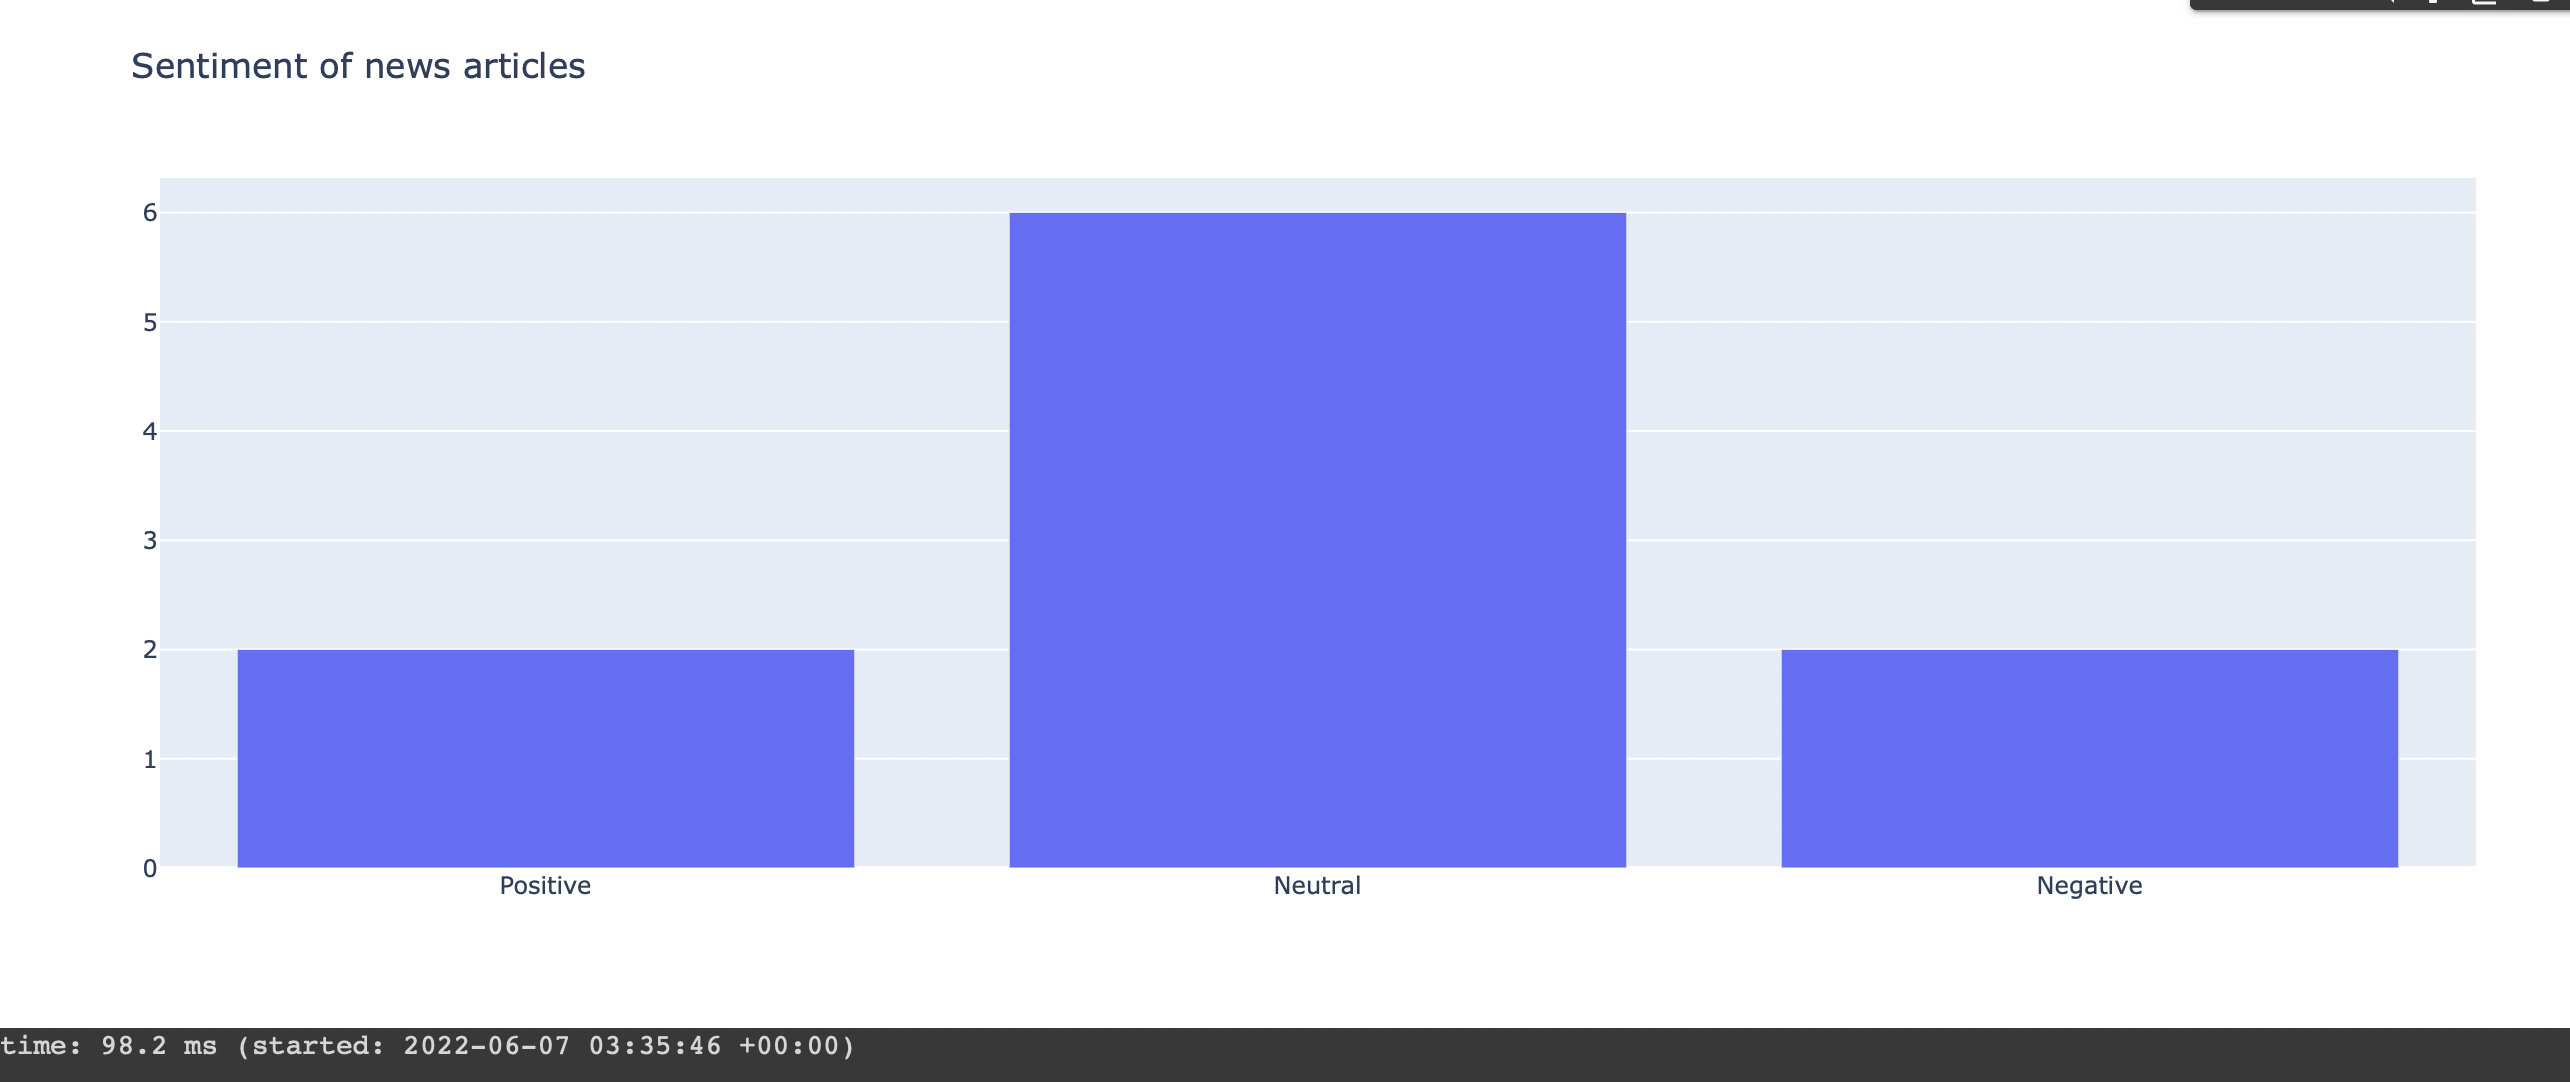 Sentiment of news articles
6
5
4
3
2
1
0
Positive Neutral Negative
time: 98.2 ms (started: 2022-06-07 03:35:46 +00:00)